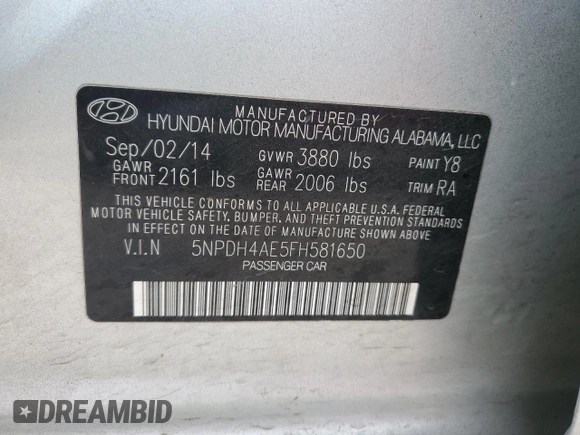 MANUFACTURED BY
HYUNDAI MOTOR MANUFACTURING ALABAMA, LLC
Sep/02/14 GVWR 3880 lbs PAINT Y8
GAWR FRONT 2161 lbs GAWR REAR 2006 lbs TRIM RA
THIS VEHICLE CONFORMS TO ALL APPLICABLE U.S.A. FEDERAL
MOTOR VEHICLE SAFETY, BUMPER, AND THEFT PREVENTION STANDARDS
IN EFFECT ON THE DATE OF MANUFACTURE SHOWN ABOVE.
V.I.N 5NPDH4AE5FH581650
PASSENGER CAR
DREAMBID